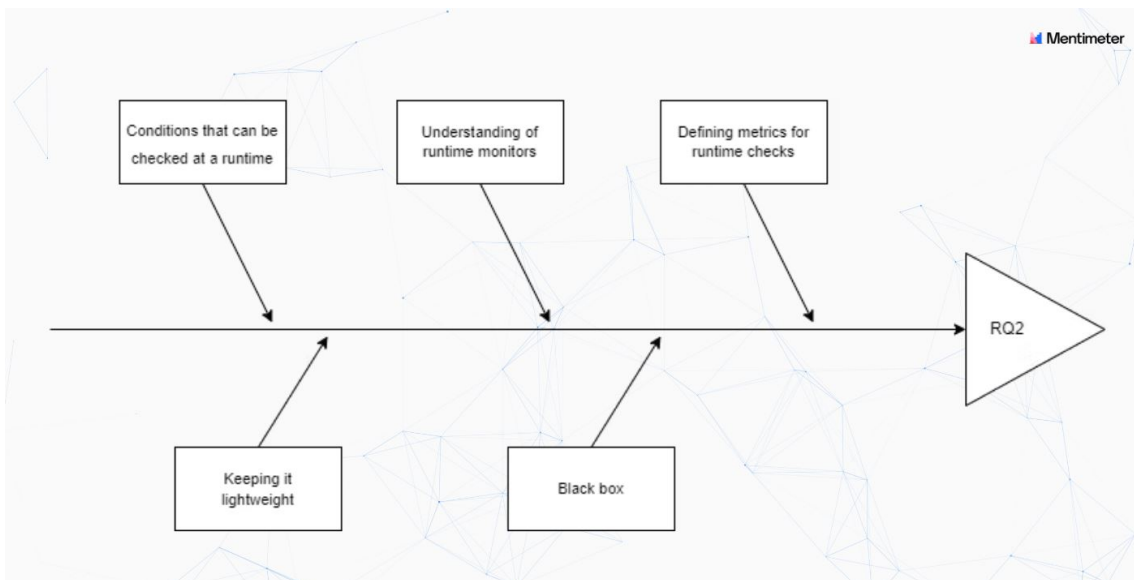 Mentimeter
Conditions that can be
checked at a runtime
Understanding of
runtime monitors
Defining metrics for
runtime checks
RQ2
Keeping it
lightweight
Black box